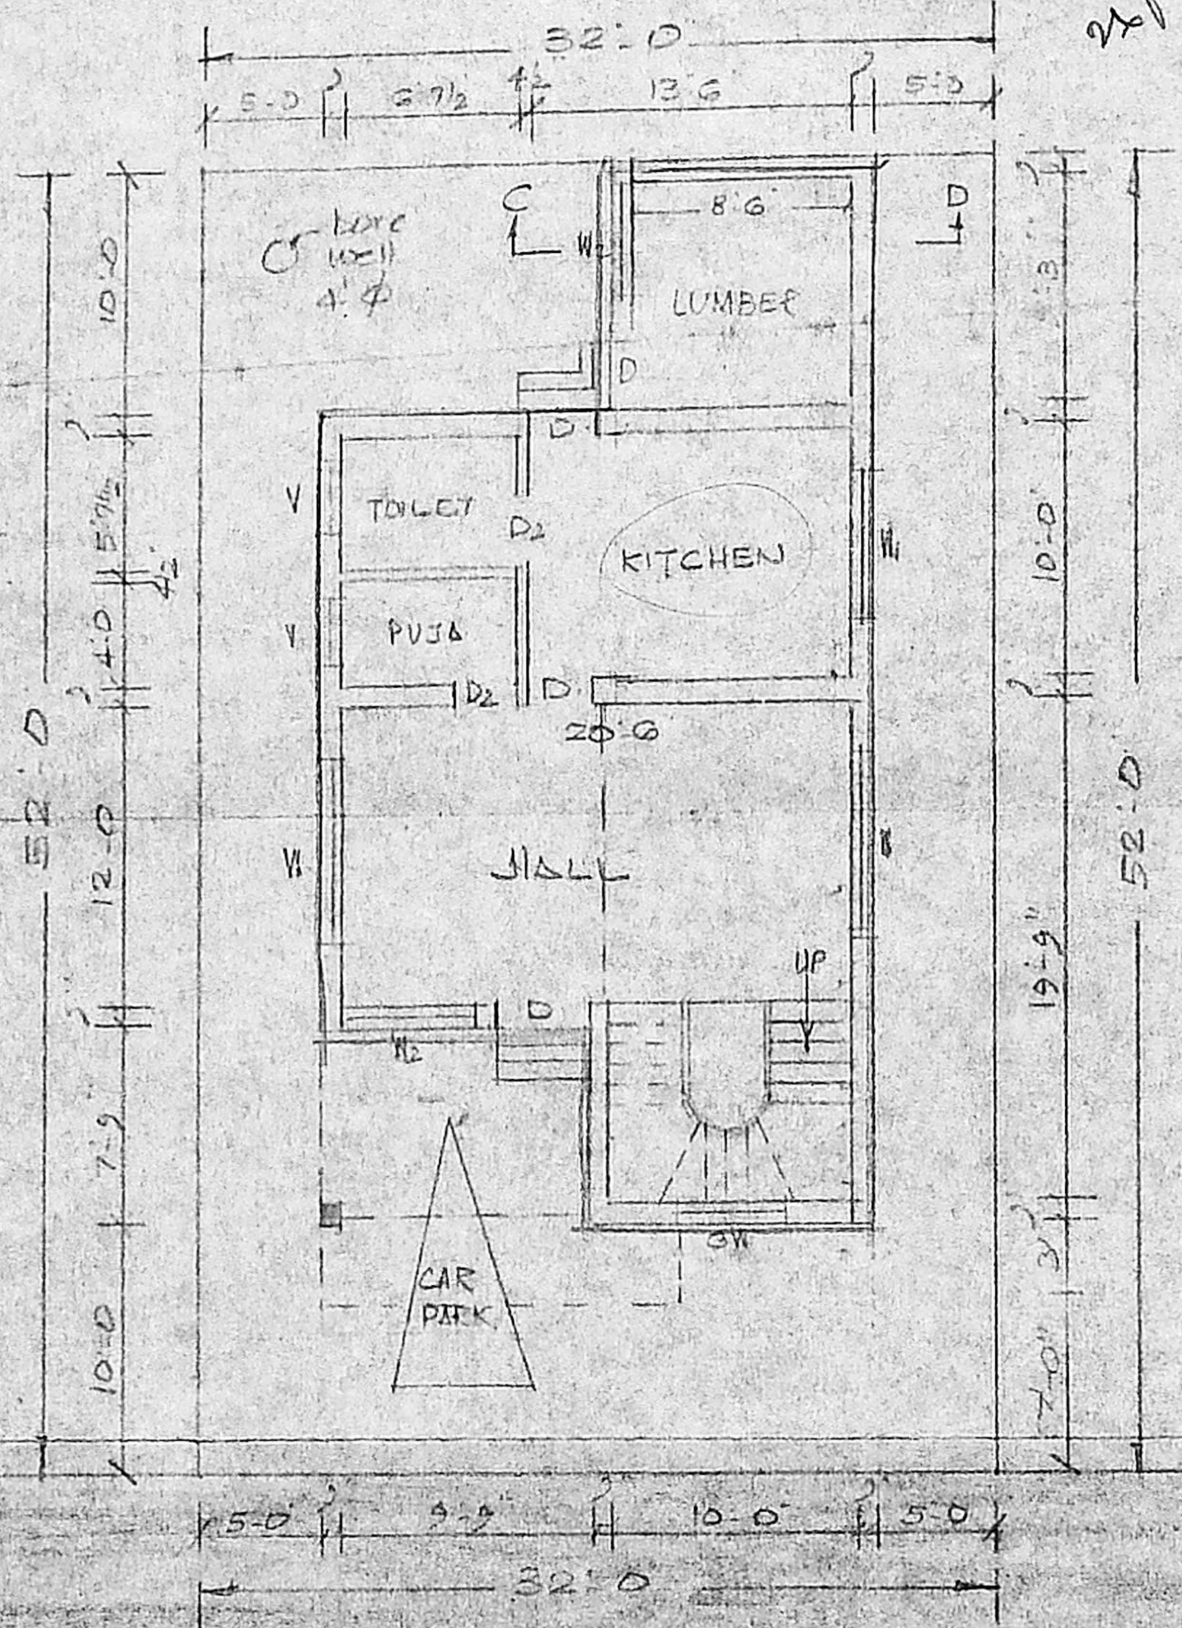 32'-0
5-0 6-7½ 4½ 13'6 5-0
C
D
8'6
bore
well
4' φ
W2
LUMBER
10'-0
D
D
V
TOILET
D2
KITCHEN
W1
10'-0"
5'7½
4½
V
PUJA
4'-0
D2
D
20'-6
52'-0
12'-0
HALL
52'-0
19'-9"
UP
D
W2
7'-9
CAR
PARK
10'-0
3'
7'-0"
5-0" 9-9" 10-0" 5-0
32'-0